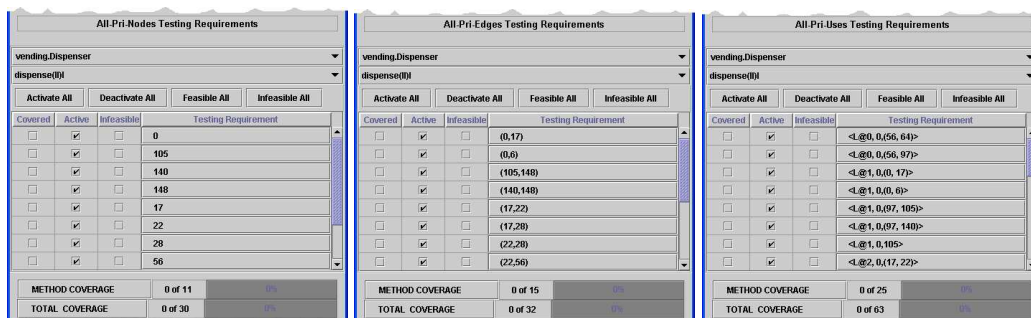 All-Pri-Nodes Testing Requirements
vending.Dispenser
dispense(II)I
Activate All Deactivate All Feasible All Infeasible All
Covered Active Infeasible Testing Requirement
0
105
140
148
17
22
28
56
METHOD COVERAGE 0 of 11 0%
TOTAL COVERAGE 0 of 30 0%
All-Pri-Edges Testing Requirements
vending.Dispenser
dispense(II)I
Activate All Deactivate All Feasible All Infeasible All
Covered Active Infeasible Testing Requirement
(0,17)
(0,6)
(105,148)
(140,148)
(17,22)
(17,28)
(22,28)
(22,56)
METHOD COVERAGE 0 of 15 0%
TOTAL COVERAGE 0 of 32 0%
All-Pri-Uses Testing Requirements
vending.Dispenser
dispense(II)I
Activate All Deactivate All Feasible All Infeasible All
Covered Active Infeasible Testing Requirement
<L@0, 0,(56, 64)>
<L@0, 0,(56, 97)>
<L@1, 0,(0, 17)>
<L@1, 0,(0, 6)>
<L@1, 0,(97, 105)>
<L@1, 0,(97, 140)>
<L@1, 0,105>
<L@2, 0,(17, 22)>
METHOD COVERAGE 0 of 25 0%
TOTAL COVERAGE 0 of 63 0%